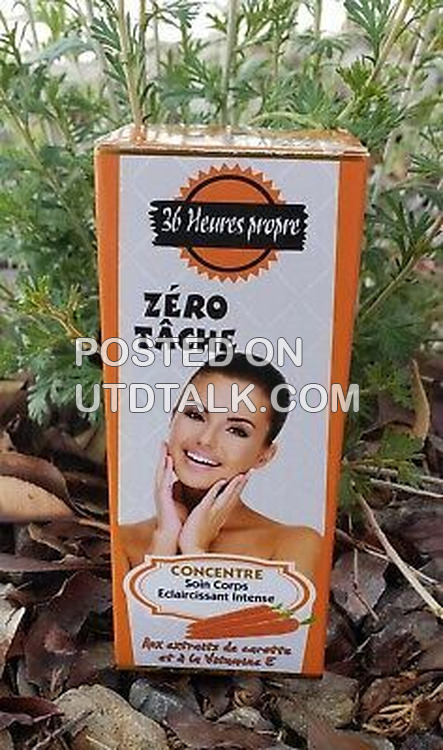 36 Heures propre
ZÉRO
TÂCHE
POSTED ON
UTDTALK.COM
CONCENTRE
Soin Corps
Eclaircissant Intense
Aux extraits de carotte
et à la Vitamine E